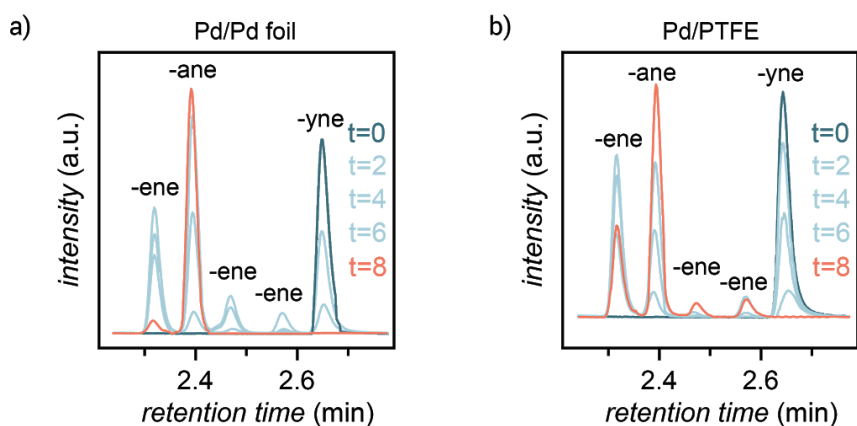 a)
Pd/Pd foil
-ane
-yne
-ene
-ene
-ene
t=0
t=2
t=4
t=6
t=8
intensity (a.u.)
2.4
2.6
retention time (min)
b)
Pd/PTFE
-ane
-yne
-ene
-ene
-ene
t=0
t=2
t=4
t=6
t=8
intensity (a.u.)
2.4
2.6
retention time (min)